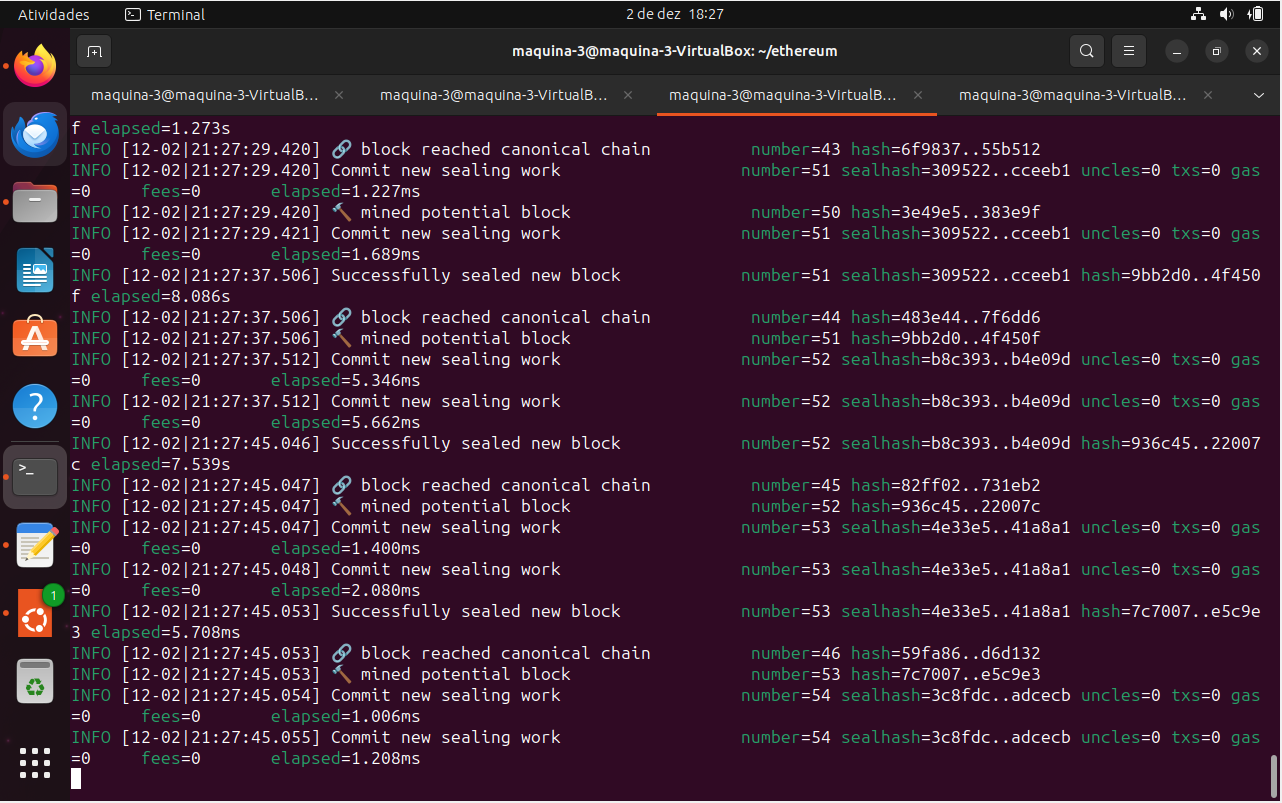 Atividades
Terminal
2 de dez 18:27
maquina-3@maquina-3-VirtualBox: ~/ethereum
maquina-3@maquina-3-VirtualB...
maquina-3@maquina-3-VirtualB...
maquina-3@maquina-3-VirtualB...
maquina-3@maquina-3-VirtualB...
f elapsed=1.273s
INFO [12-02|21:27:29.420] 🔗 block reached canonical chain number=43 hash=6f9837..55b512
INFO [12-02|21:27:29.420] Commit new sealing work number=51 sealhash=309522..cceeb1 uncles=0 txs=0 gas
=0 fees=0 elapsed=1.227ms
INFO [12-02|21:27:29.420] 🔨 mined potential block number=50 hash=3e49e5..383e9f
INFO [12-02|21:27:29.421] Commit new sealing work number=51 sealhash=309522..cceeb1 uncles=0 txs=0 gas
=0 fees=0 elapsed=1.689ms
INFO [12-02|21:27:37.506] Successfully sealed new block number=51 sealhash=309522..cceeb1 hash=9bb2d0..4f450
f elapsed=8.086s
INFO [12-02|21:27:37.506] 🔗 block reached canonical chain number=44 hash=483e44..7f6dd6
INFO [12-02|21:27:37.506] 🔨 mined potential block number=51 hash=9bb2d0..4f450f
INFO [12-02|21:27:37.512] Commit new sealing work number=52 sealhash=b8c393..b4e09d uncles=0 txs=0 gas
=0 fees=0 elapsed=5.346ms
INFO [12-02|21:27:37.512] Commit new sealing work number=52 sealhash=b8c393..b4e09d uncles=0 txs=0 gas
=0 fees=0 elapsed=5.662ms
INFO [12-02|21:27:45.046] Successfully sealed new block number=52 sealhash=b8c393..b4e09d hash=936c45..22007
c elapsed=7.539s
INFO [12-02|21:27:45.047] 🔗 block reached canonical chain number=45 hash=82ff02..731eb2
INFO [12-02|21:27:45.047] 🔨 mined potential block number=52 hash=936c45..22007c
INFO [12-02|21:27:45.047] Commit new sealing work number=53 sealhash=4e33e5..41a8a1 uncles=0 txs=0 gas
=0 fees=0 elapsed=1.400ms
INFO [12-02|21:27:45.048] Commit new sealing work number=53 sealhash=4e33e5..41a8a1 uncles=0 txs=0 gas
=0 fees=0 elapsed=2.080ms
INFO [12-02|21:27:45.053] Successfully sealed new block number=53 sealhash=4e33e5..41a8a1 hash=7c7007..e5c9e
3 elapsed=5.708ms
INFO [12-02|21:27:45.053] 🔗 block reached canonical chain number=46 hash=59fa86..d6d132
INFO [12-02|21:27:45.053] 🔨 mined potential block number=53 hash=7c7007..e5c9e3
INFO [12-02|21:27:45.054] Commit new sealing work number=54 sealhash=3c8fdc..adcecb uncles=0 txs=0 gas
=0 fees=0 elapsed=1.006ms
INFO [12-02|21:27:45.055] Commit new sealing work number=54 sealhash=3c8fdc..adcecb uncles=0 txs=0 gas
=0 fees=0 elapsed=1.208ms
1